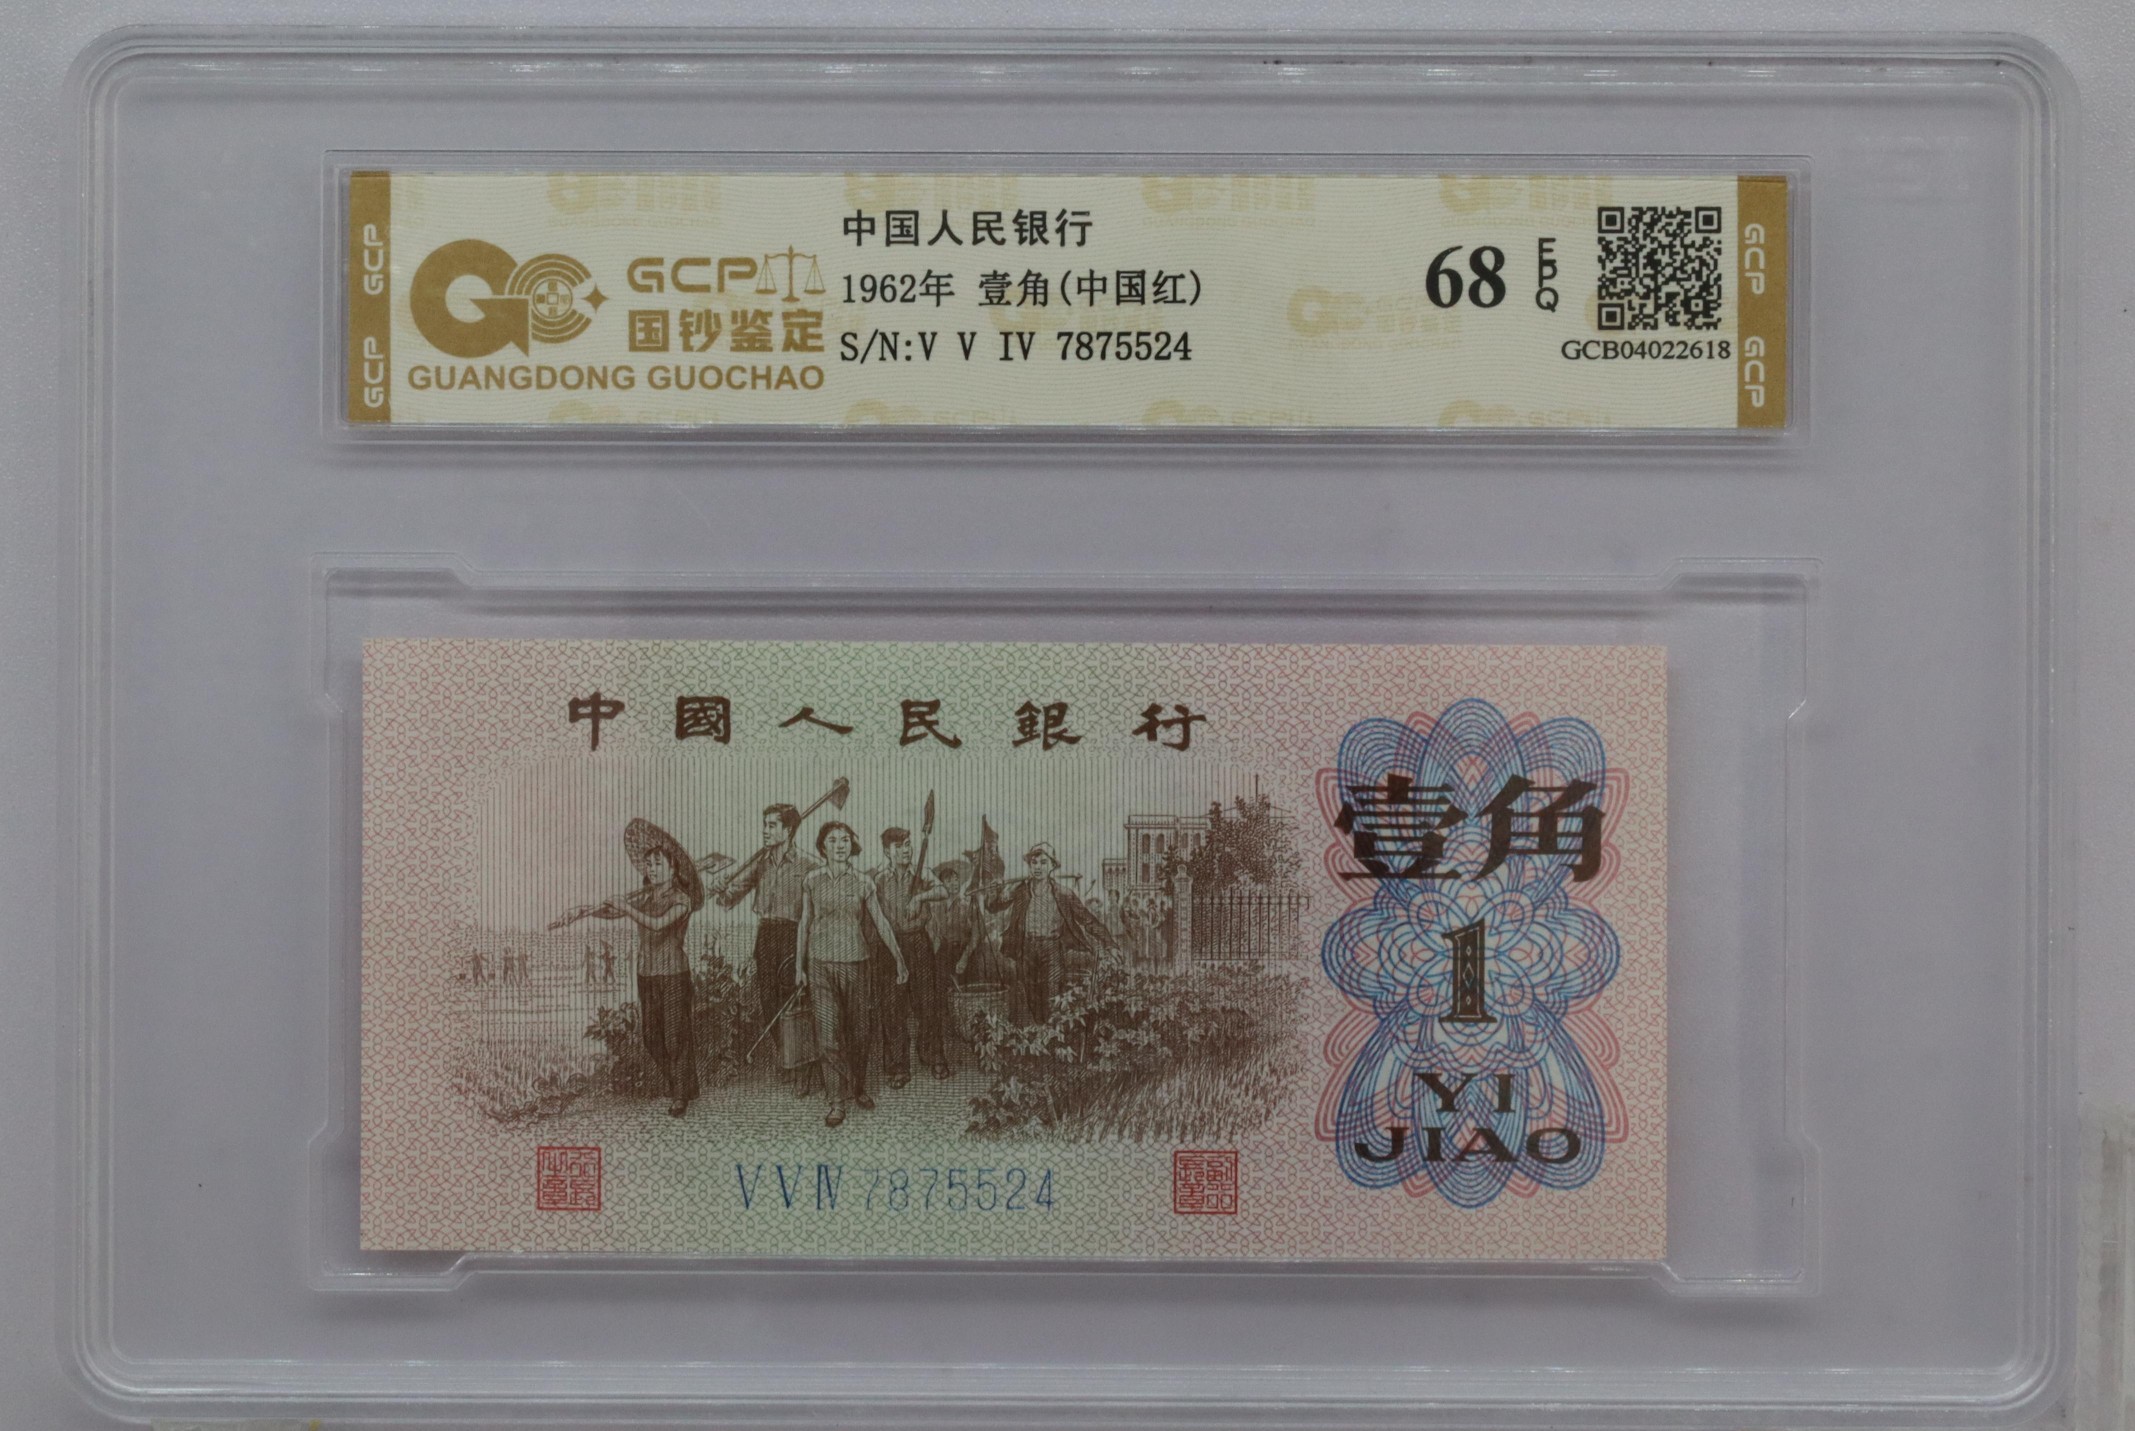 GCP
GCP
GCP
国钞鉴定
GUANGDONG GUOCHAO
中国人民银行
1962年 壹角(中国红)
S/N:V V IV 7875524
68
EPQ
GCB04022618
GCP
GCP
中國人民銀行
壹角
1
YI
JIAO
V V IV 7875524